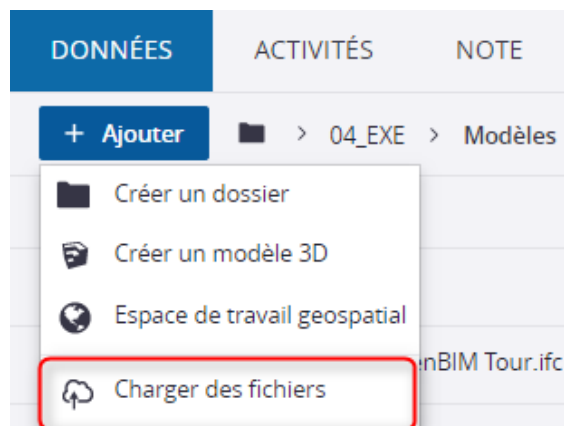 DONNÉES ACTIVITÉS NOTE
+ Ajouter > 04_EXE > Modèles
Créer un dossier
Créer un modèle 3D
Espace de travail geospatial
enBIM Tour.ifc
Charger des fichiers